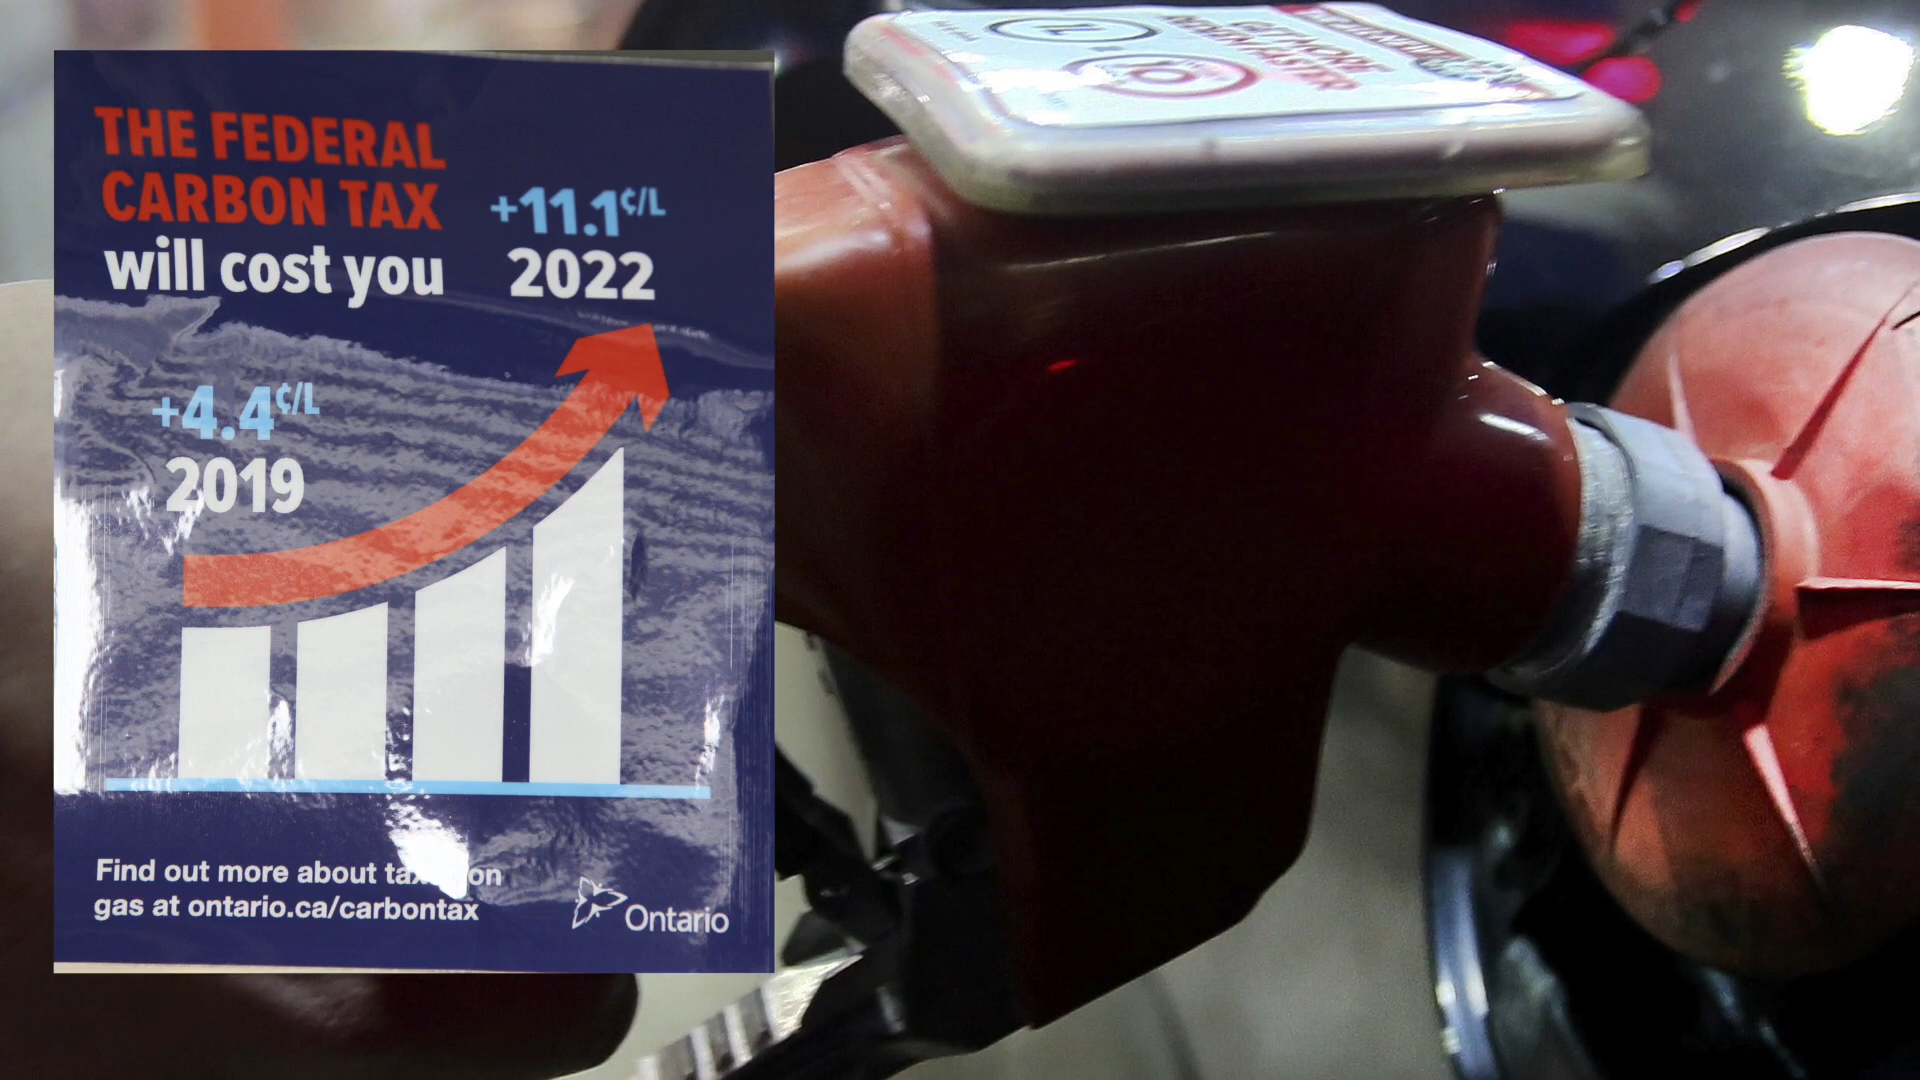 THE FEDERAL
CARBON TAX
will cost you
+11.1¢/L
2022
+4.4¢/L
2019
Find out more about on
gas at ontario.ca/carbontax
Ontario